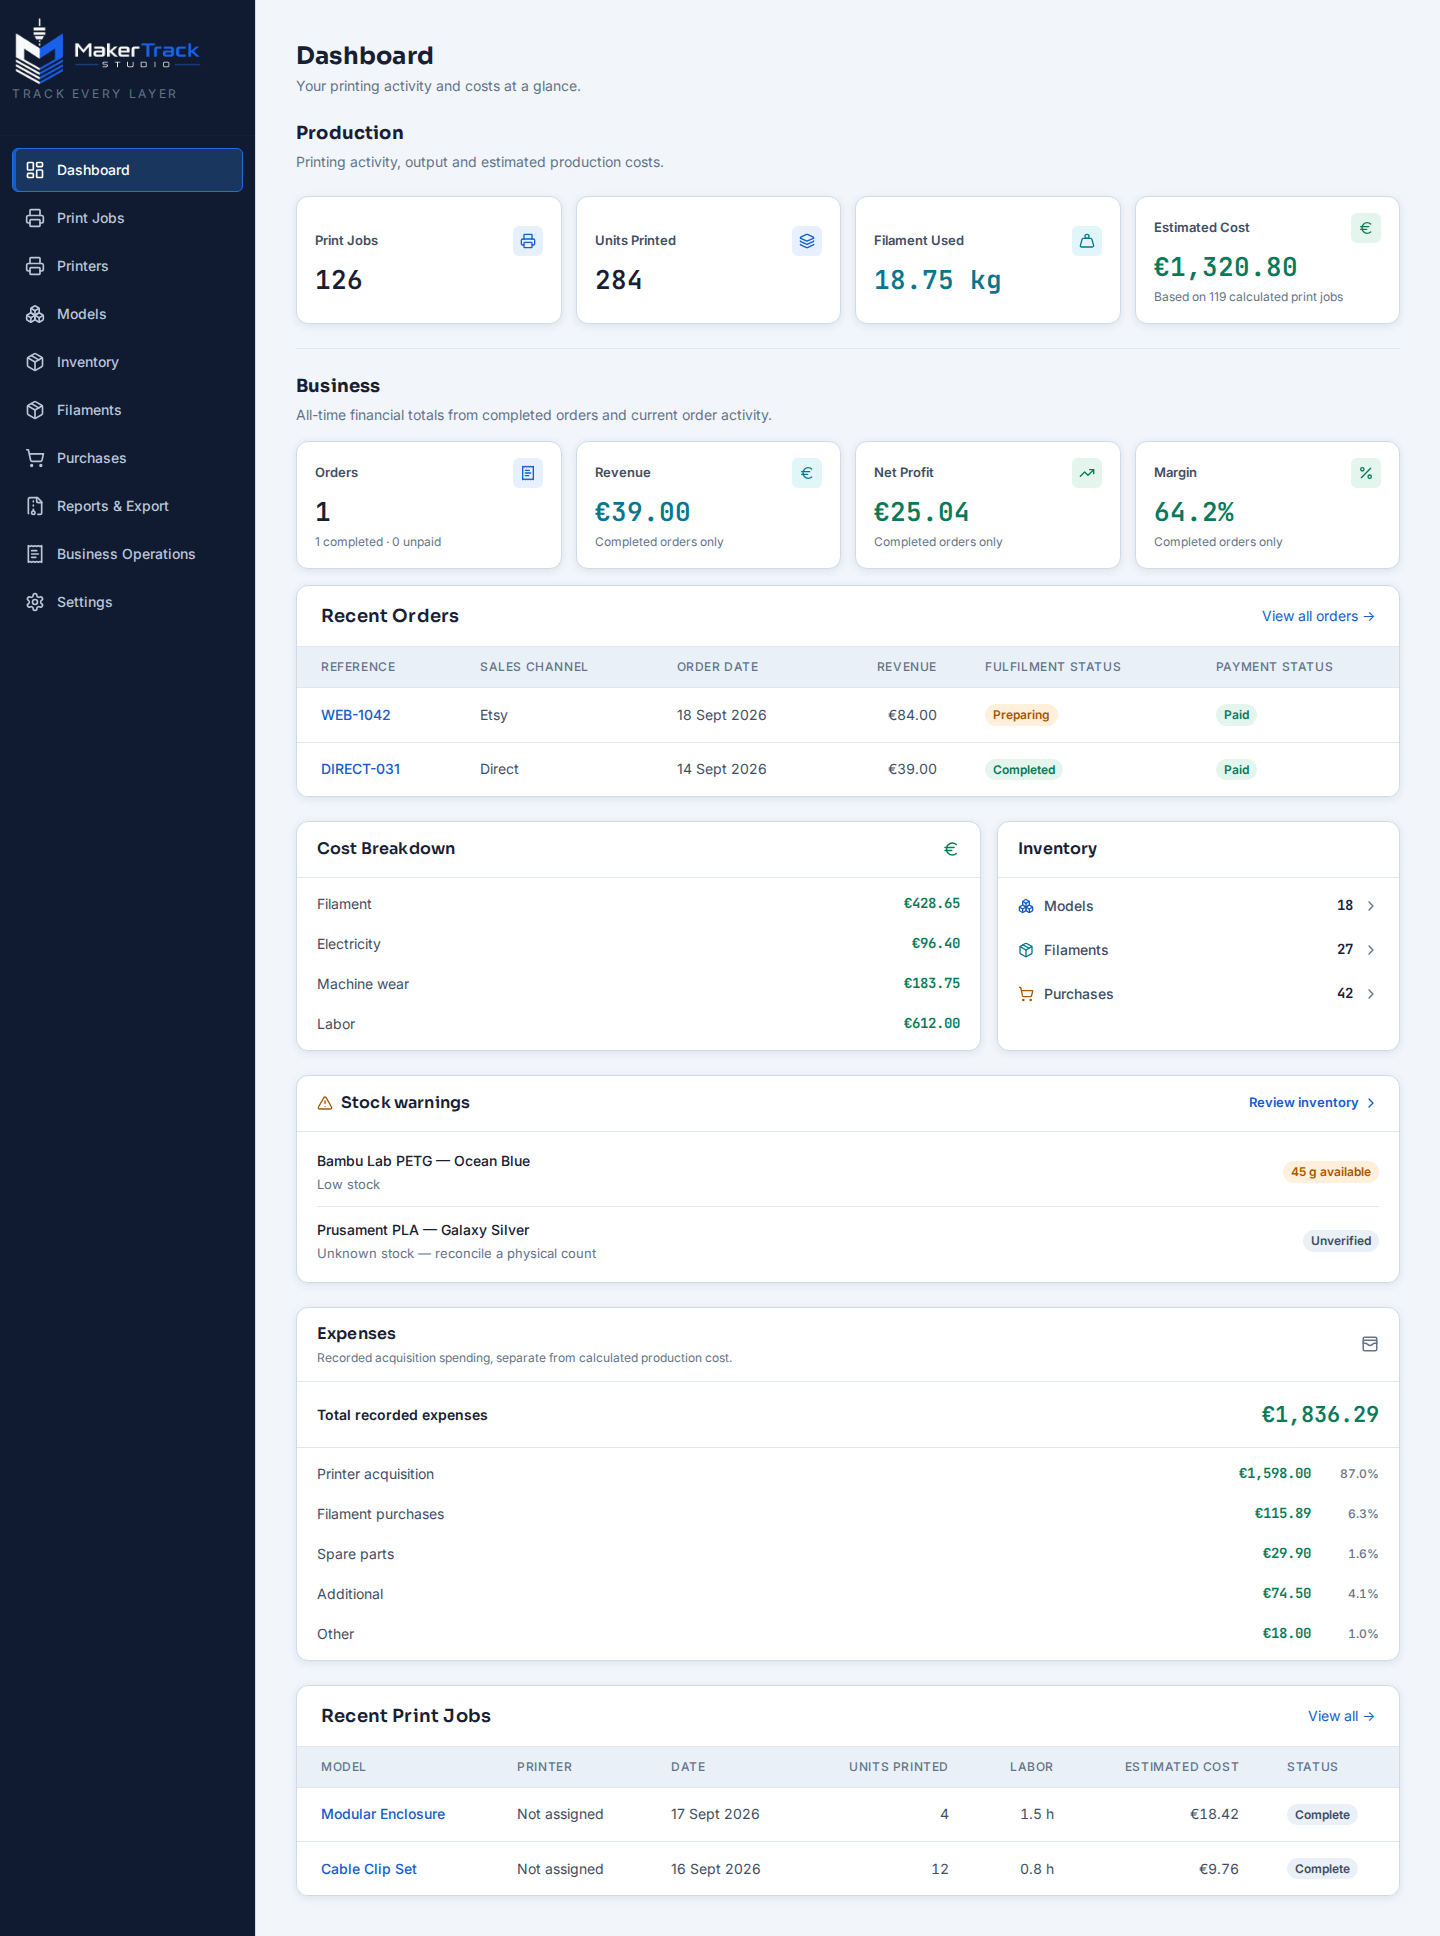 MakerTrack
STUDIO
TRACK EVERY LAYER
Dashboard
Print Jobs
Printers
Models
Inventory
Filaments
Purchases
Reports & Export
Business Operations
Settings
Dashboard
Your printing activity and costs at a glance.
Production
Printing activity, output and estimated production costs.
Print Jobs
126
Units Printed
284
Filament Used
18.75 kg
Estimated Cost
€1,320.80
Based on 119 calculated print jobs
Business
All-time financial totals from completed orders and current order activity.
Orders
1
1 completed · 0 unpaid
Revenue
€39.00
Completed orders only
Net Profit
€25.04
Completed orders only
Margin
64.2%
Completed orders only
Recent Orders View all orders →
REFERENCE SALES CHANNEL ORDER DATE REVENUE FULFILMENT STATUS PAYMENT STATUS
WEB-1042 Etsy 18 Sept 2026 €84.00 Preparing Paid
DIRECT-031 Direct 14 Sept 2026 €39.00 Completed Paid
Cost Breakdown €
Filament €428.65
Electricity €96.40
Machine wear €183.75
Labor €612.00
Inventory
Models 18
Filaments 27
Purchases 42
Stock warnings Review inventory
Bambu Lab PETG — Ocean Blue
Low stock
45 g available
Prusament PLA — Galaxy Silver
Unknown stock — reconcile a physical count
Unverified
Expenses
Recorded acquisition spending, separate from calculated production cost.
Total recorded expenses €1,836.29
Printer acquisition €1,598.00 87.0%
Filament purchases €115.89 6.3%
Spare parts €29.90 1.6%
Additional €74.50 4.1%
Other €18.00 1.0%
Recent Print Jobs View all →
MODEL PRINTER DATE UNITS PRINTED LABOR ESTIMATED COST STATUS
Modular Enclosure Not assigned 17 Sept 2026 4 1.5 h €18.42 Complete
Cable Clip Set Not assigned 16 Sept 2026 12 0.8 h €9.76 Complete